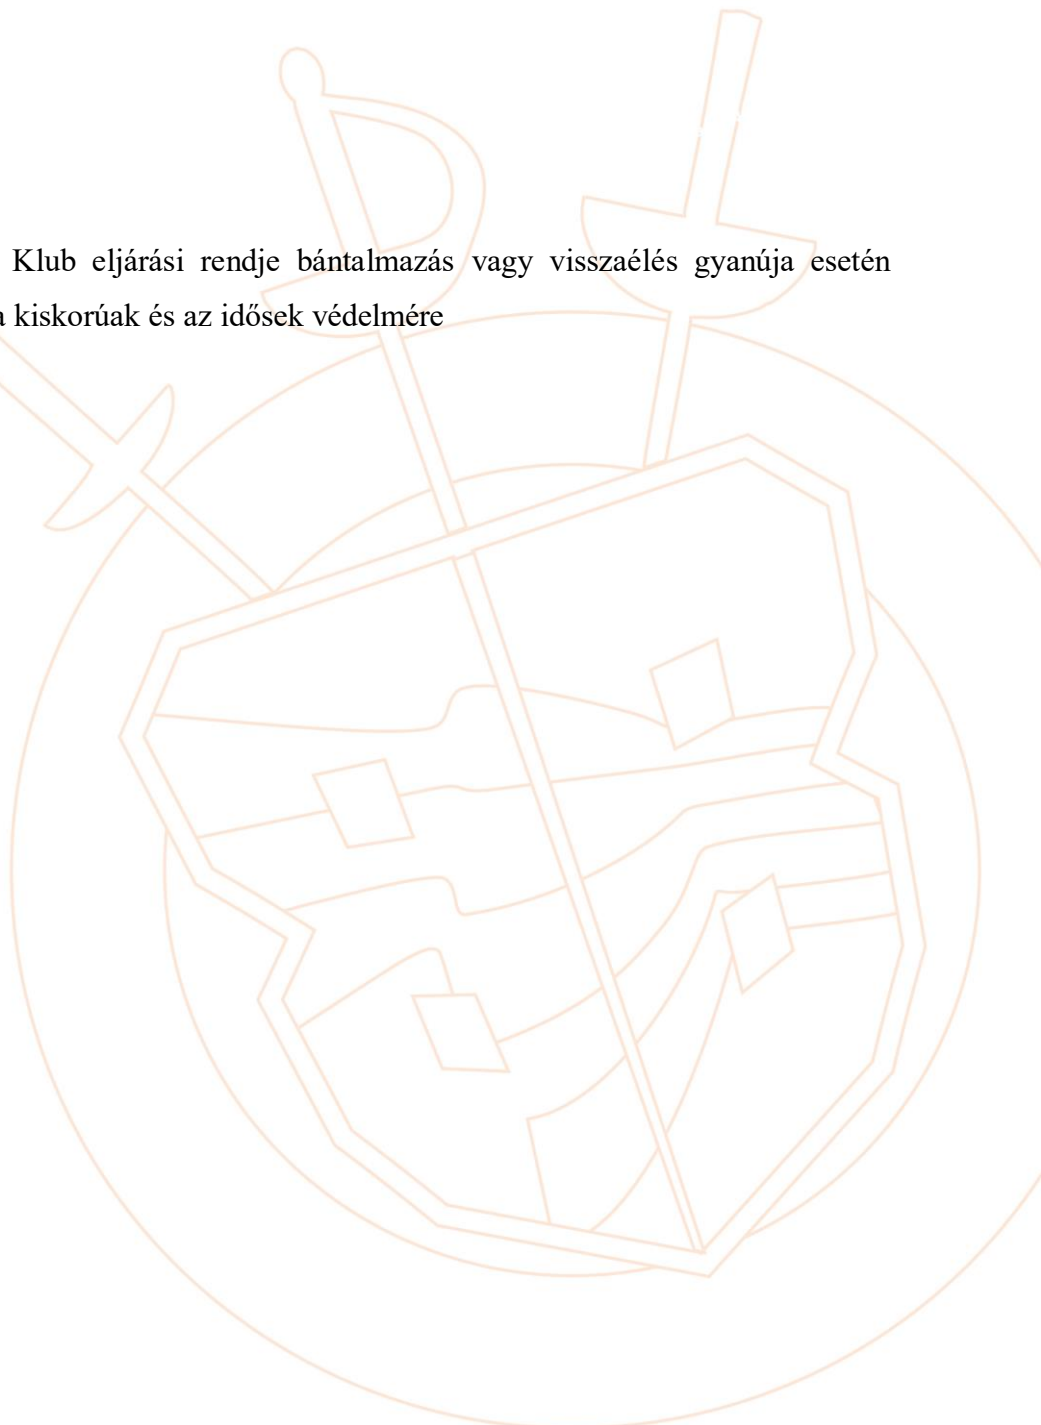 Klub eljárási rendje bántalmazás vagy visszaélés gyanúja esetén
a kiskorúak és az idősek védelmére